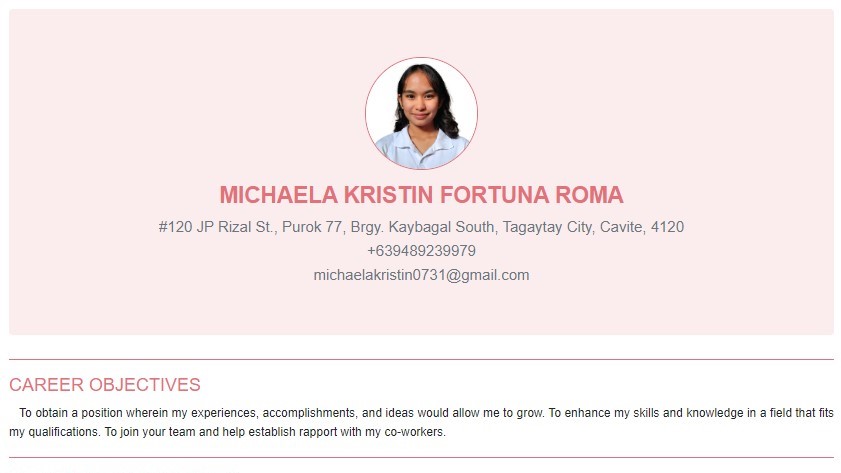 MICHAELA KRISTIN FORTUNA ROMA
#120 JP Rizal St., Purok 77, Brgy. Kaybagal South, Tagaytay City, Cavite, 4120
+639489239979
michaelakristin0731@gmail.com
CAREER OBJECTIVES
To obtain a position wherein my experiences, accomplishments, and ideas would allow me to grow. To enhance my skills and knowledge in a field that fits
my qualifications. To join your team and help establish rapport with my co-workers.